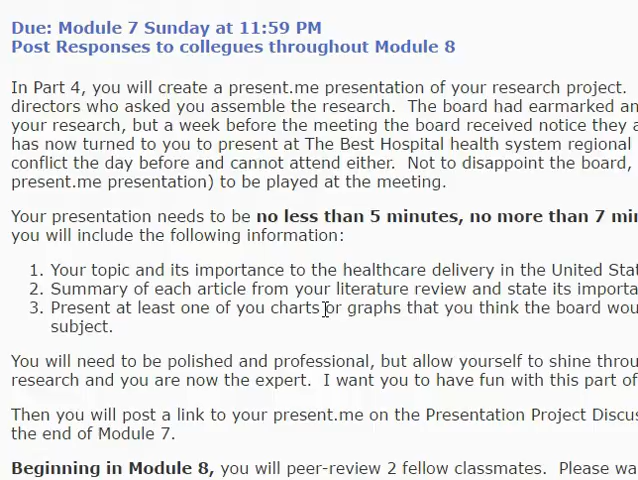 Due: Module 7 Sunday at 11:59 PM
Post Responses to collegues throughout Module 8
In Part 4, you will create a present.me presentation of your research project.
directors who asked you assemble the research. The board had earmarked an
your research, but a week before the meeting the board received notice they a
has now turned to you to present at The Best Hospital health system regional
conflict the day before and cannot attend either. Not to disappoint the board,
present.me presentation) to be played at the meeting.
Your presentation needs to be no less than 5 minutes, no more than 7 min
you will include the following information:
1. Your topic and its importance to the healthcare delivery in the United Stat
2. Summary of each article from your literature review and state its importa
3. Present at least one of you charts or graphs that you think the board wou
subject.
You will need to be polished and professional, but allow yourself to shine throu
research and you are now the expert. I want you to have fun with this part of
Then you will post a link to your present.me on the Presentation Project Discus
the end of Module 7.
Beginning in Module 8, you will peer-review 2 fellow classmates. Please wa